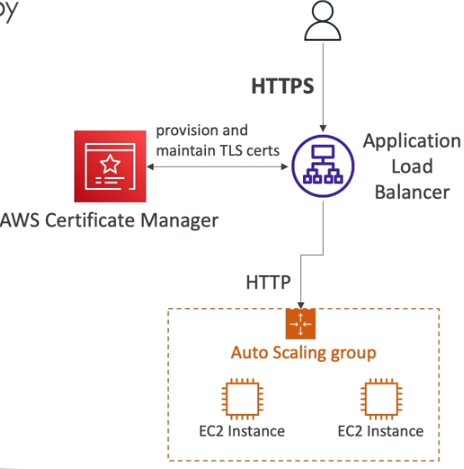 by
HTTPS
provision and
maintain TLS certs
Application
Load
Balancer
AWS Certificate Manager
HTTP
Auto Scaling group
EC2 Instance
EC2 Instance